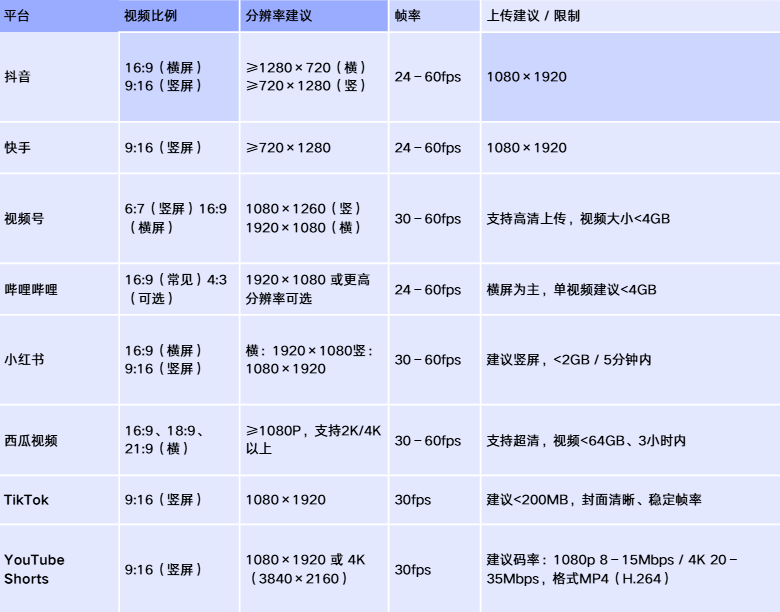 平台 视频比例 分辨率建议 帧率 上传建议 / 限制
抖音 16:9（横屏） 9:16（竖屏） ≥1280×720（横） ≥720×1280（竖） 24-60fps 1080×1920
快手 9:16（竖屏） ≥720×1280 24-60fps 1080×1920
视频号 6:7（竖屏）16:9（横屏） 1080×1260（竖） 1920×1080（横） 30-60fps 支持高清上传，视频大小<4GB
哔哩哔哩 16:9（常见）4:3（可选） 1920×1080 或更高分辨率可选 24-60fps 横屏为主，单视频建议<4GB
小红书 16:9（横屏） 9:16（竖屏） 横：1920×1080竖：1080×1920 30-60fps 建议竖屏，<2GB / 5分钟内
西瓜视频 16:9、18:9、21:9（横） ≥1080P，支持2K/4K以上 30-60fps 支持超清，视频<64GB、3小时内
TikTok 9:16（竖屏） 1080×1920 30fps 建议<200MB，封面清晰、稳定帧率
YouTube Shorts 9:16（竖屏） 1080×1920 或 4K（3840×2160） 30fps 建议码率：1080p 8-15Mbps / 4K 20-35Mbps，格式MP4（H.264）